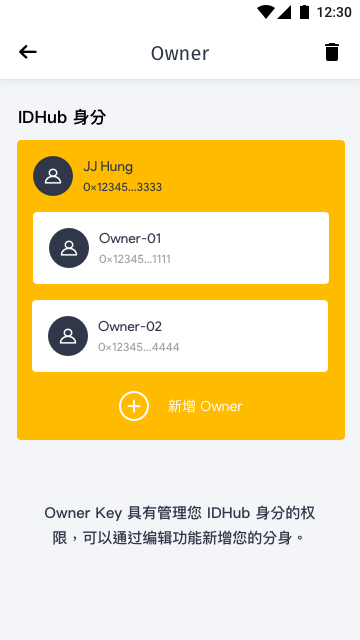 12:30
Owner
IDHub 身分
JJ Hung
0×12345...3333
Owner-01
0×12345...1111
Owner-02
0×12345...4444
新增 Owner
Owner Key 具有管理您 IDHub 身分的权
限，可以通过编辑功能新增您的分身。